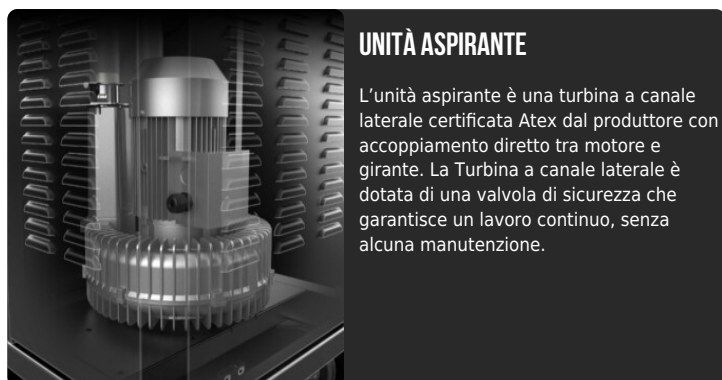 UNITÀ ASPIRANTE
L’unità aspirante è una turbina a canale
laterale certificata Atex dal produttore con
accoppiamento diretto tra motore e
girante. La Turbina a canale laterale è
dotata di una valvola di sicurezza che
garantisce un lavoro continuo, senza
alcuna manutenzione.